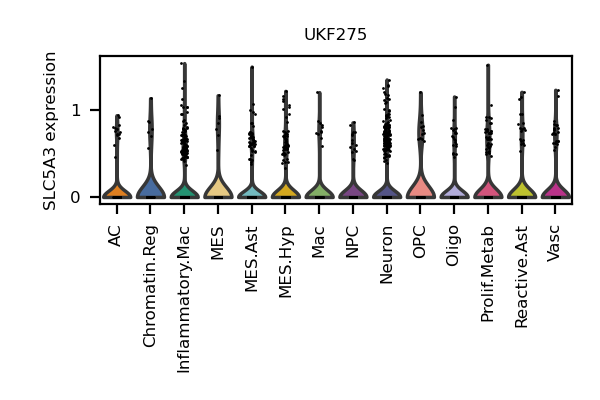 UKF275
SLC5A3 expression
1
0
AC
Chromatin.Reg
Inflammatory.Mac
MES
MES.Ast
MES.Hyp
Mac
NPC
Neuron
OPC
Oligo
Prolif.Metab
Reactive.Ast
Vasc